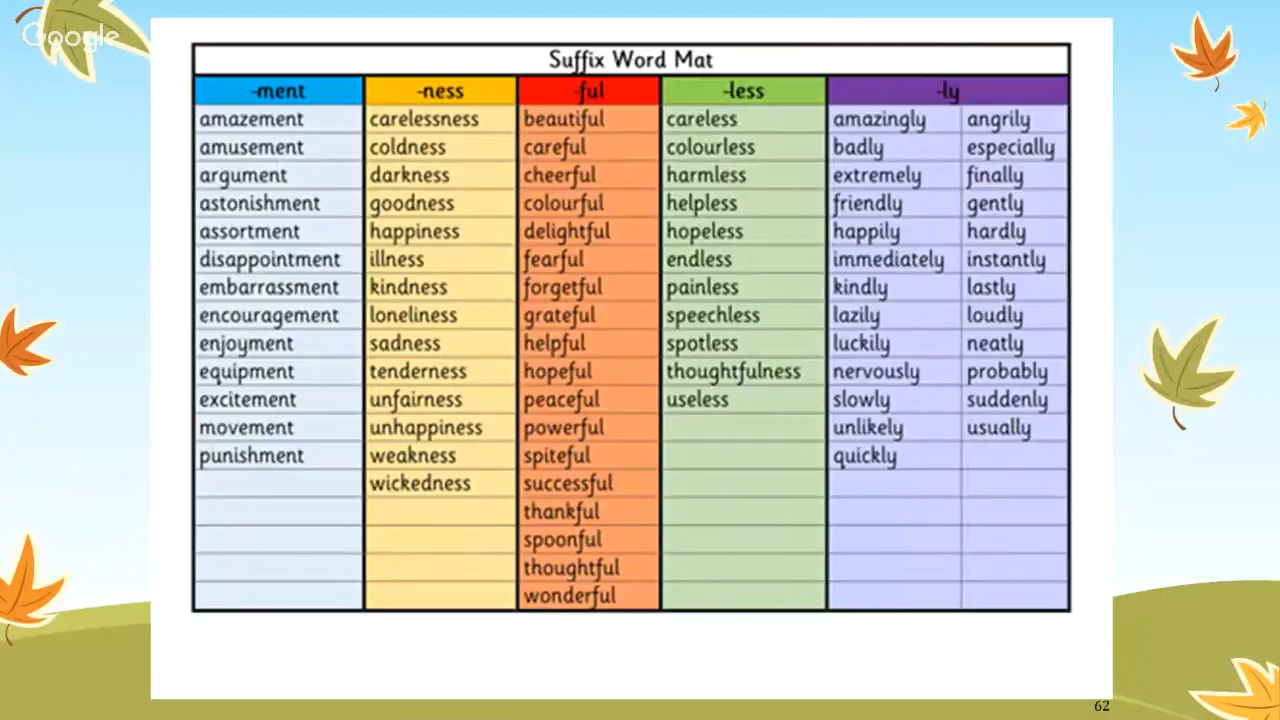 Google
Suffix Word Mat
-ment -ness -ful -less -ly
amazement carelessness beautiful careless amazingly angrily
amusement coldness careful colourless badly especially
argument darkness cheerful harmless extremely finally
astonishment goodness colourful helpless friendly gently
assortment happiness delightful hopeless happily hardly
disappointment illness fearful endless immediately instantly
embarrassment kindness forgetful painless kindly lastly
encouragement loneliness grateful speechless lazily loudly
enjoyment sadness helpful spotless luckily neatly
equipment tenderness hopeful thoughtfulness nervously probably
excitement unfairness peaceful useless slowly suddenly
movement unhappiness powerful unlikely usually
punishment weakness spiteful quickly
wickedness successful
thankful
spoonful
thoughtful
wonderful
62